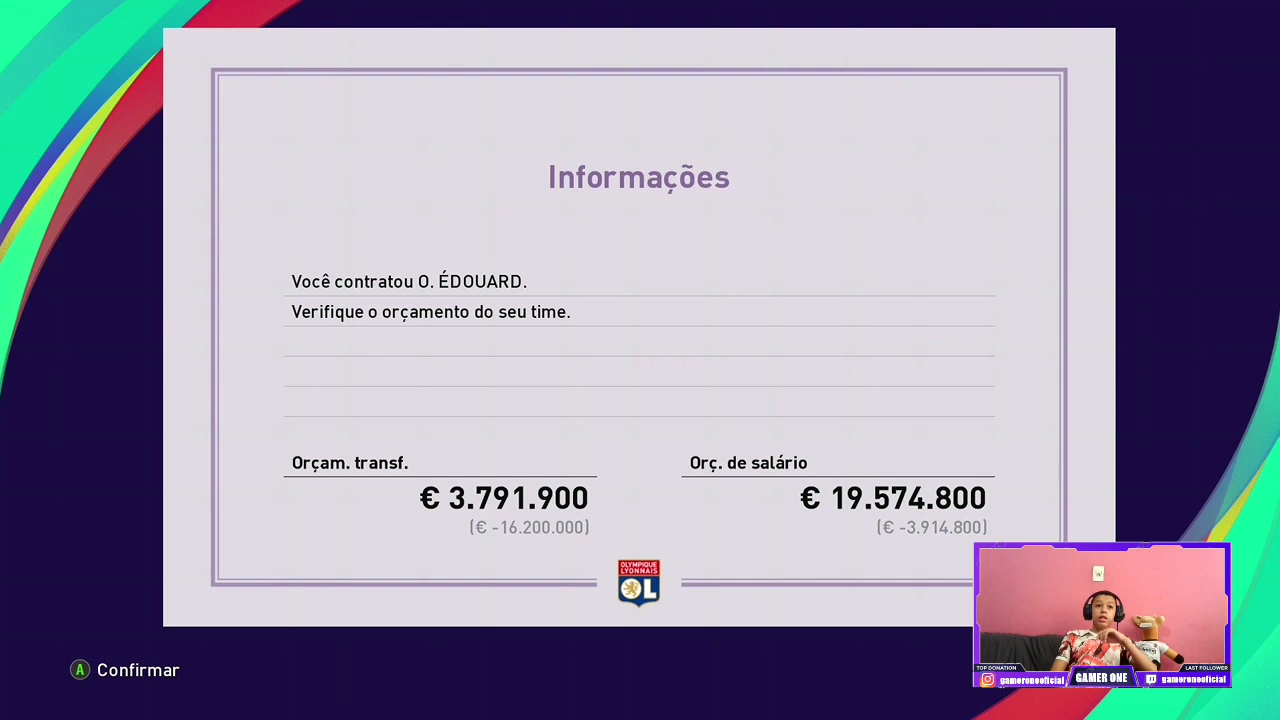 Informações
Você contratou O. ÉDOUARD.
Verifique o orçamento do seu time.
Orçam. transf.
€ 3.791.900
(€ -16.200.000)
Orç. de salário
€ 19.574.800
(€ -3.914.800)
OLYMPIQUE
LYONNAIS
OL
A Confirmar
TOP DONATION
LAST FOLLOWER
gameroneoficial
GAMER ONE
gameroneoficial